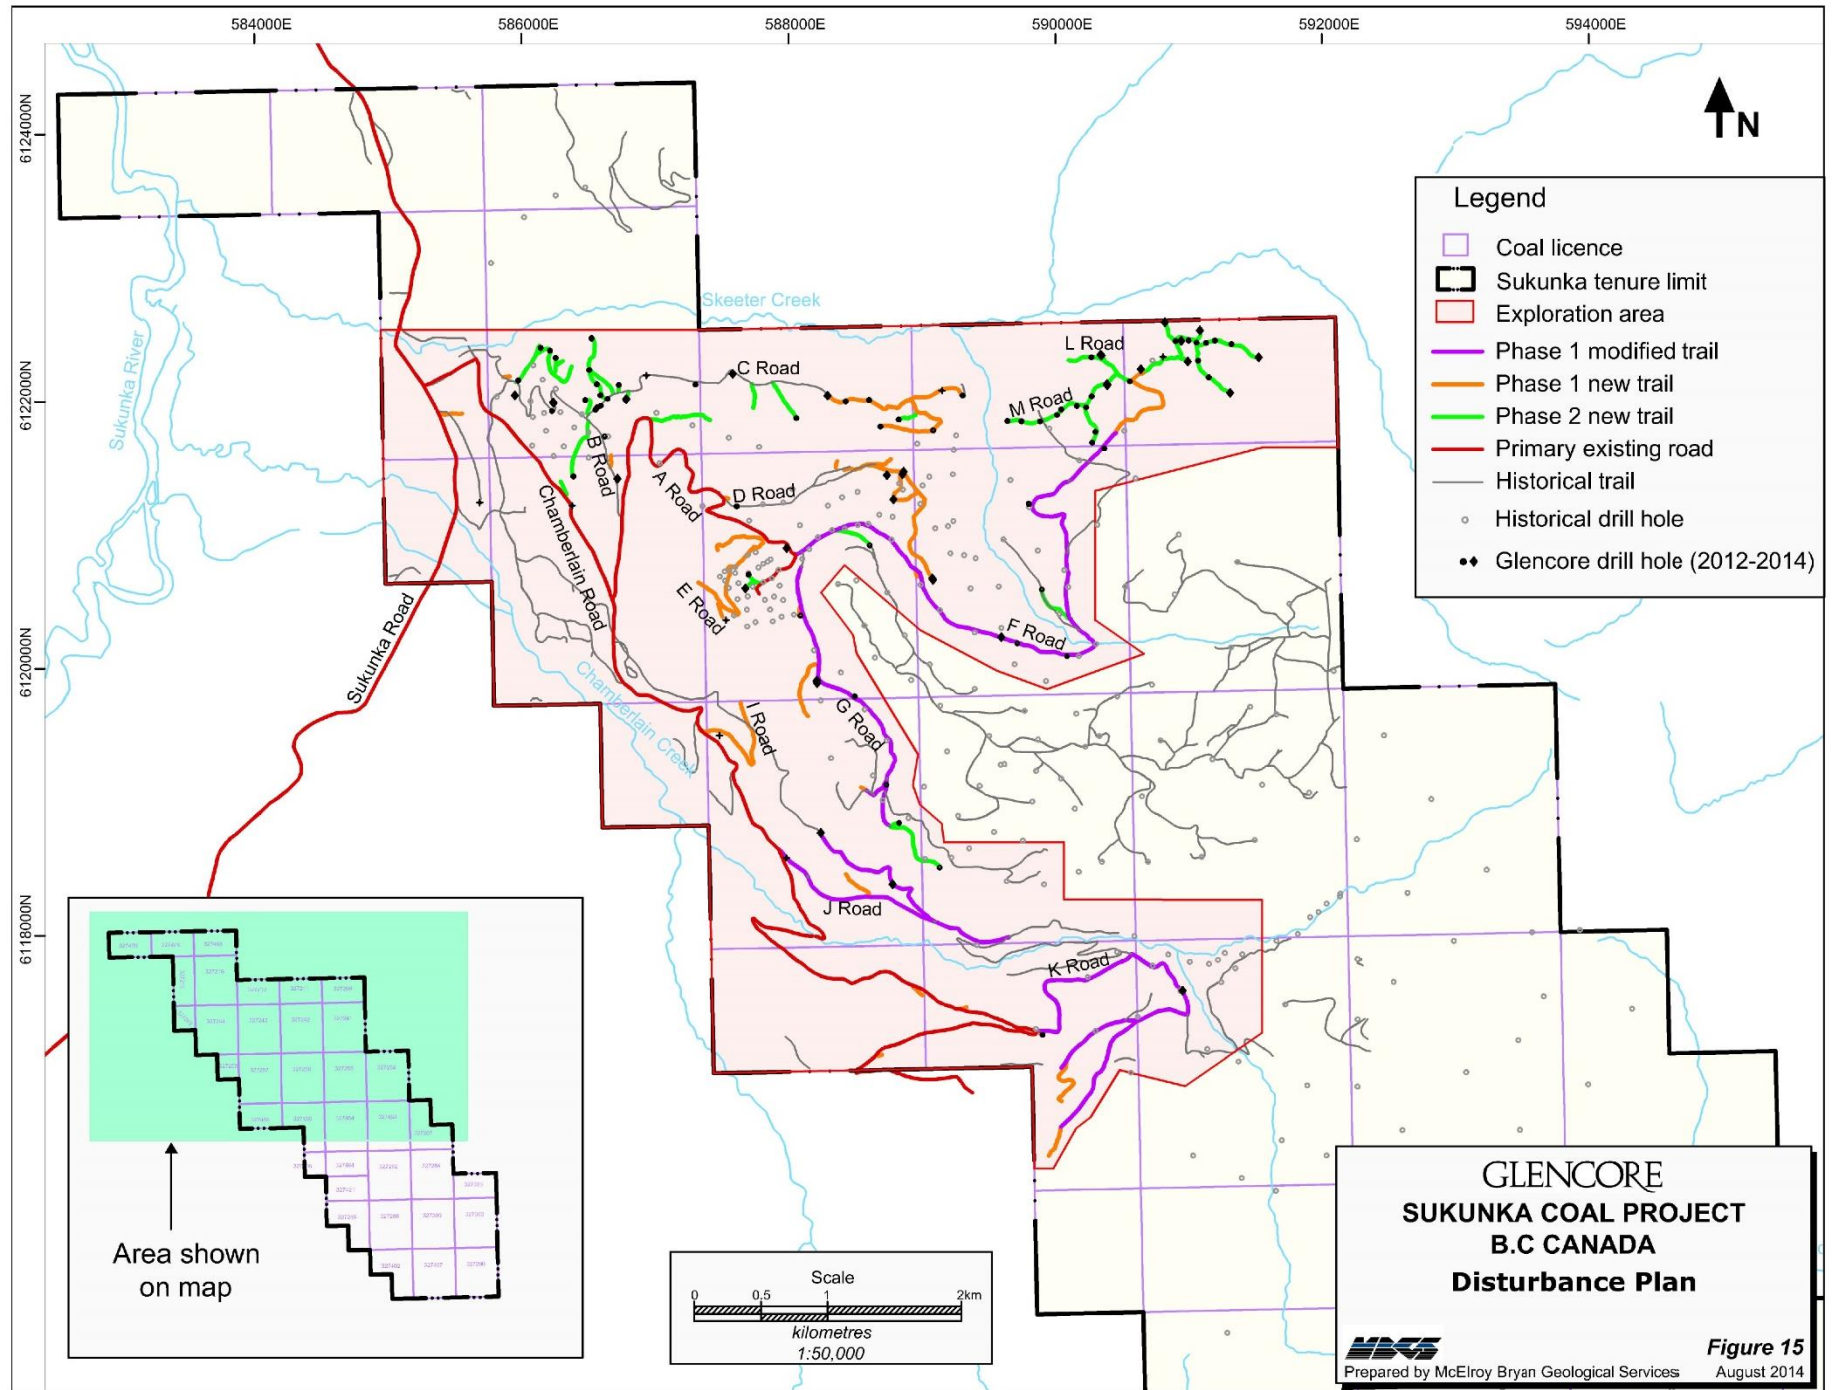 584000E
586000E
588000E
590000E
592000E
594000E
6124000N
6122000N
6120000N
6118000N
N
Legend
Coal licence
Sukunka tenure limit
Exploration area
Phase 1 modified trail
Phase 1 new trail
Phase 2 new trail
Primary existing road
Historical trail
Historical drill hole
Glencore drill hole (2012-2014)
Skeeter Creek
Sukunka River
L Road
C Road
M Road
B Road
A Road
D Road
Chamberlain Road
E Road
F Road
Sukunka Road
Chamberlain Creek
I Road
G Road
J Road
K Road
Area shown
on map
Scale
0 0.5 1 2km
kilometres
1:50,000
GLENCORE
SUKUNKA COAL PROJECT
B.C CANADA
Disturbance Plan
Figure 15
Prepared by McElroy Bryan Geological Services
August 2014